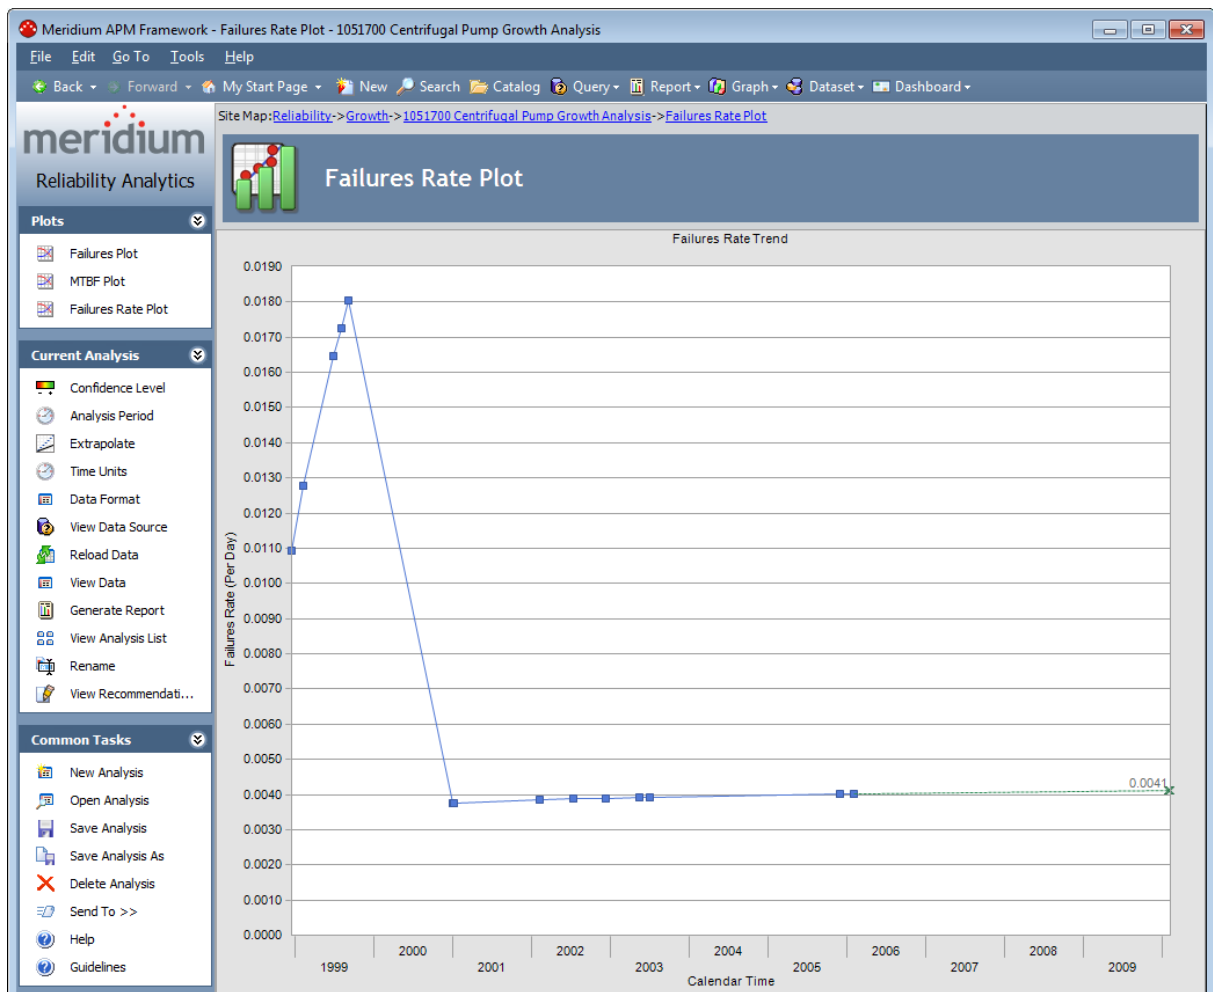 Meridium APM Framework - Failures Rate Plot - 1051700 Centrifugal Pump Growth Analysis
File Edit Go To Tools Help
Back Forward My Start Page New Search Catalog Query Report Graph Dataset Dashboard
meridium
Reliability Analytics
Plots
Failures Plot
MTBF Plot
Failures Rate Plot
Current Analysis
Confidence Level
Analysis Period
Extrapolate
Time Units
Data Format
View Data Source
Reload Data
View Data
Generate Report
View Analysis List
Rename
View Recommendati...
Common Tasks
New Analysis
Open Analysis
Save Analysis
Save Analysis As
Delete Analysis
Send To >>
Help
Guidelines
Site Map:Reliability->Growth->1051700 Centrifugal Pump Growth Analysis->Failures Rate Plot
Failures Rate Plot
Failures Rate Trend
Failures Rate (Per Day)
0.0190
0.0180
0.0170
0.0160
0.0150
0.0140
0.0130
0.0120
0.0110
0.0100
0.0090
0.0080
0.0070
0.0060
0.0050
0.0040
0.0030
0.0020
0.0010
0.0000
0.0041
1999 2000 2001 2002 2003 2004 2005 2006 2007 2008 2009
Calendar Time